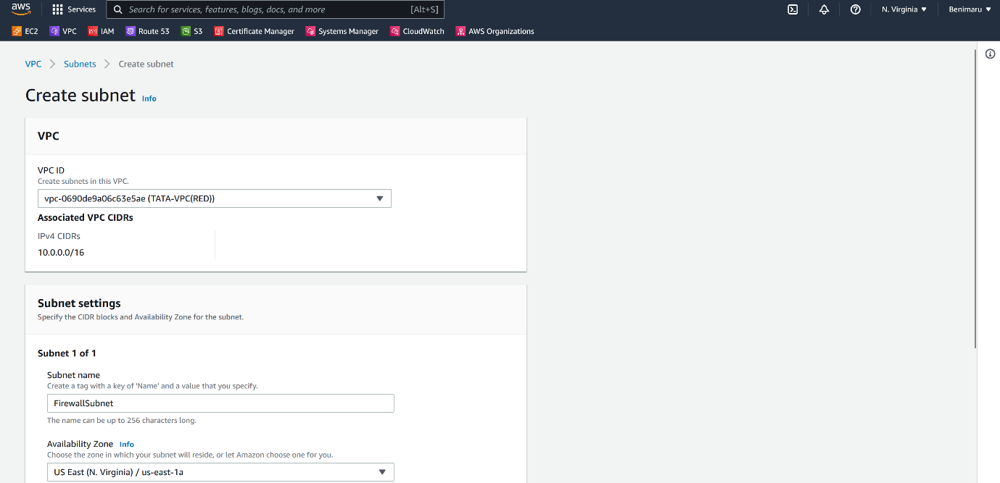 aws Services Search for services, features, blogs, docs, and more [Alt+S] N. Virginia ▼ Benimaru ▼
EC2 VPC IAM Route 53 S3 Certificate Manager Systems Manager CloudWatch AWS Organizations
VPC > Subnets > Create subnet
Create subnet Info
VPC
VPC ID
Create subnets in this VPC.
vpc-0690de9a06c63e5ae (TATA-VPC(RED))
Associated VPC CIDRs
IPv4 CIDRs
10.0.0.0/16
Subnet settings
Specify the CIDR blocks and Availability Zone for the subnet.
Subnet 1 of 1
Subnet name
Create a tag with a key of 'Name' and a value that you specify.
FirewallSubnet
The name can be up to 256 characters long.
Availability Zone Info
Choose the zone in which your subnet will reside, or let Amazon choose one for you.
US East (N. Virginia) / us-east-1a